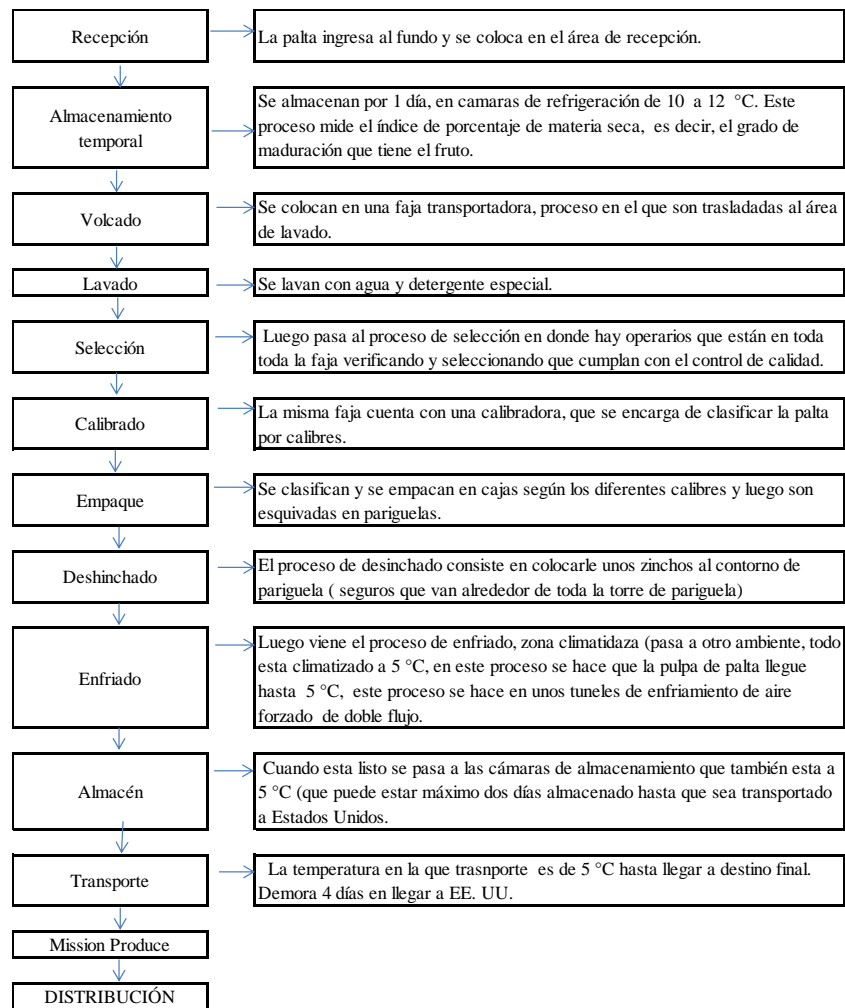 Recepción
La palta ingresa al fundo y se coloca en el área de recepción.
Almacenamiento
temporal
Se almacenan por 1 día, en camaras de refrigeración de 10 a 12 °C. Este
proceso mide el índice de porcentaje de materia seca, es decir, el grado de
maduración que tiene el fruto.
Volcado
Se colocan en una faja transportadora, proceso en el que son trasladadas al área
de lavado.
Lavado
Se lavan con agua y detergente especial.
Selección
Luego pasa al proceso de selección en donde hay operarios que están en toda
toda la faja verificando y seleccionando que cumplan con el control de calidad.
Calibrado
La misma faja cuenta con una calibradora, que se encarga de clasificar la palta
por calibres.
Empaque
Se clasifican y se empacan en cajas según los diferentes calibres y luego son
esquivadas en pariguelas.
Deshinchado
El proceso de desinchado consiste en colocarle unos zinchos al contorno de
pariguela ( seguros que van alrededor de toda la torre de pariguela)
Enfriado
Luego viene el proceso de enfriado, zona climatidaza (pasa a otro ambiente, todo
esta climatizado a 5 °C, en este proceso se hace que la pulpa de palta llegue
hasta 5 °C, este proceso se hace en unos tuneles de enfriamiento de aire
forzado de doble flujo.
Almacén
Cuando esta listo se pasa a las cámaras de almacenamiento que también esta a
5 °C (que puede estar máximo dos días almacenado hasta que sea transportado
a Estados Unidos.
Transporte
La temperatura en la que trasnporte es de 5 °C hasta llegar a destino final.
Demora 4 días en llegar a EE. UU.
Mission Produce
DISTRIBUCIÓN